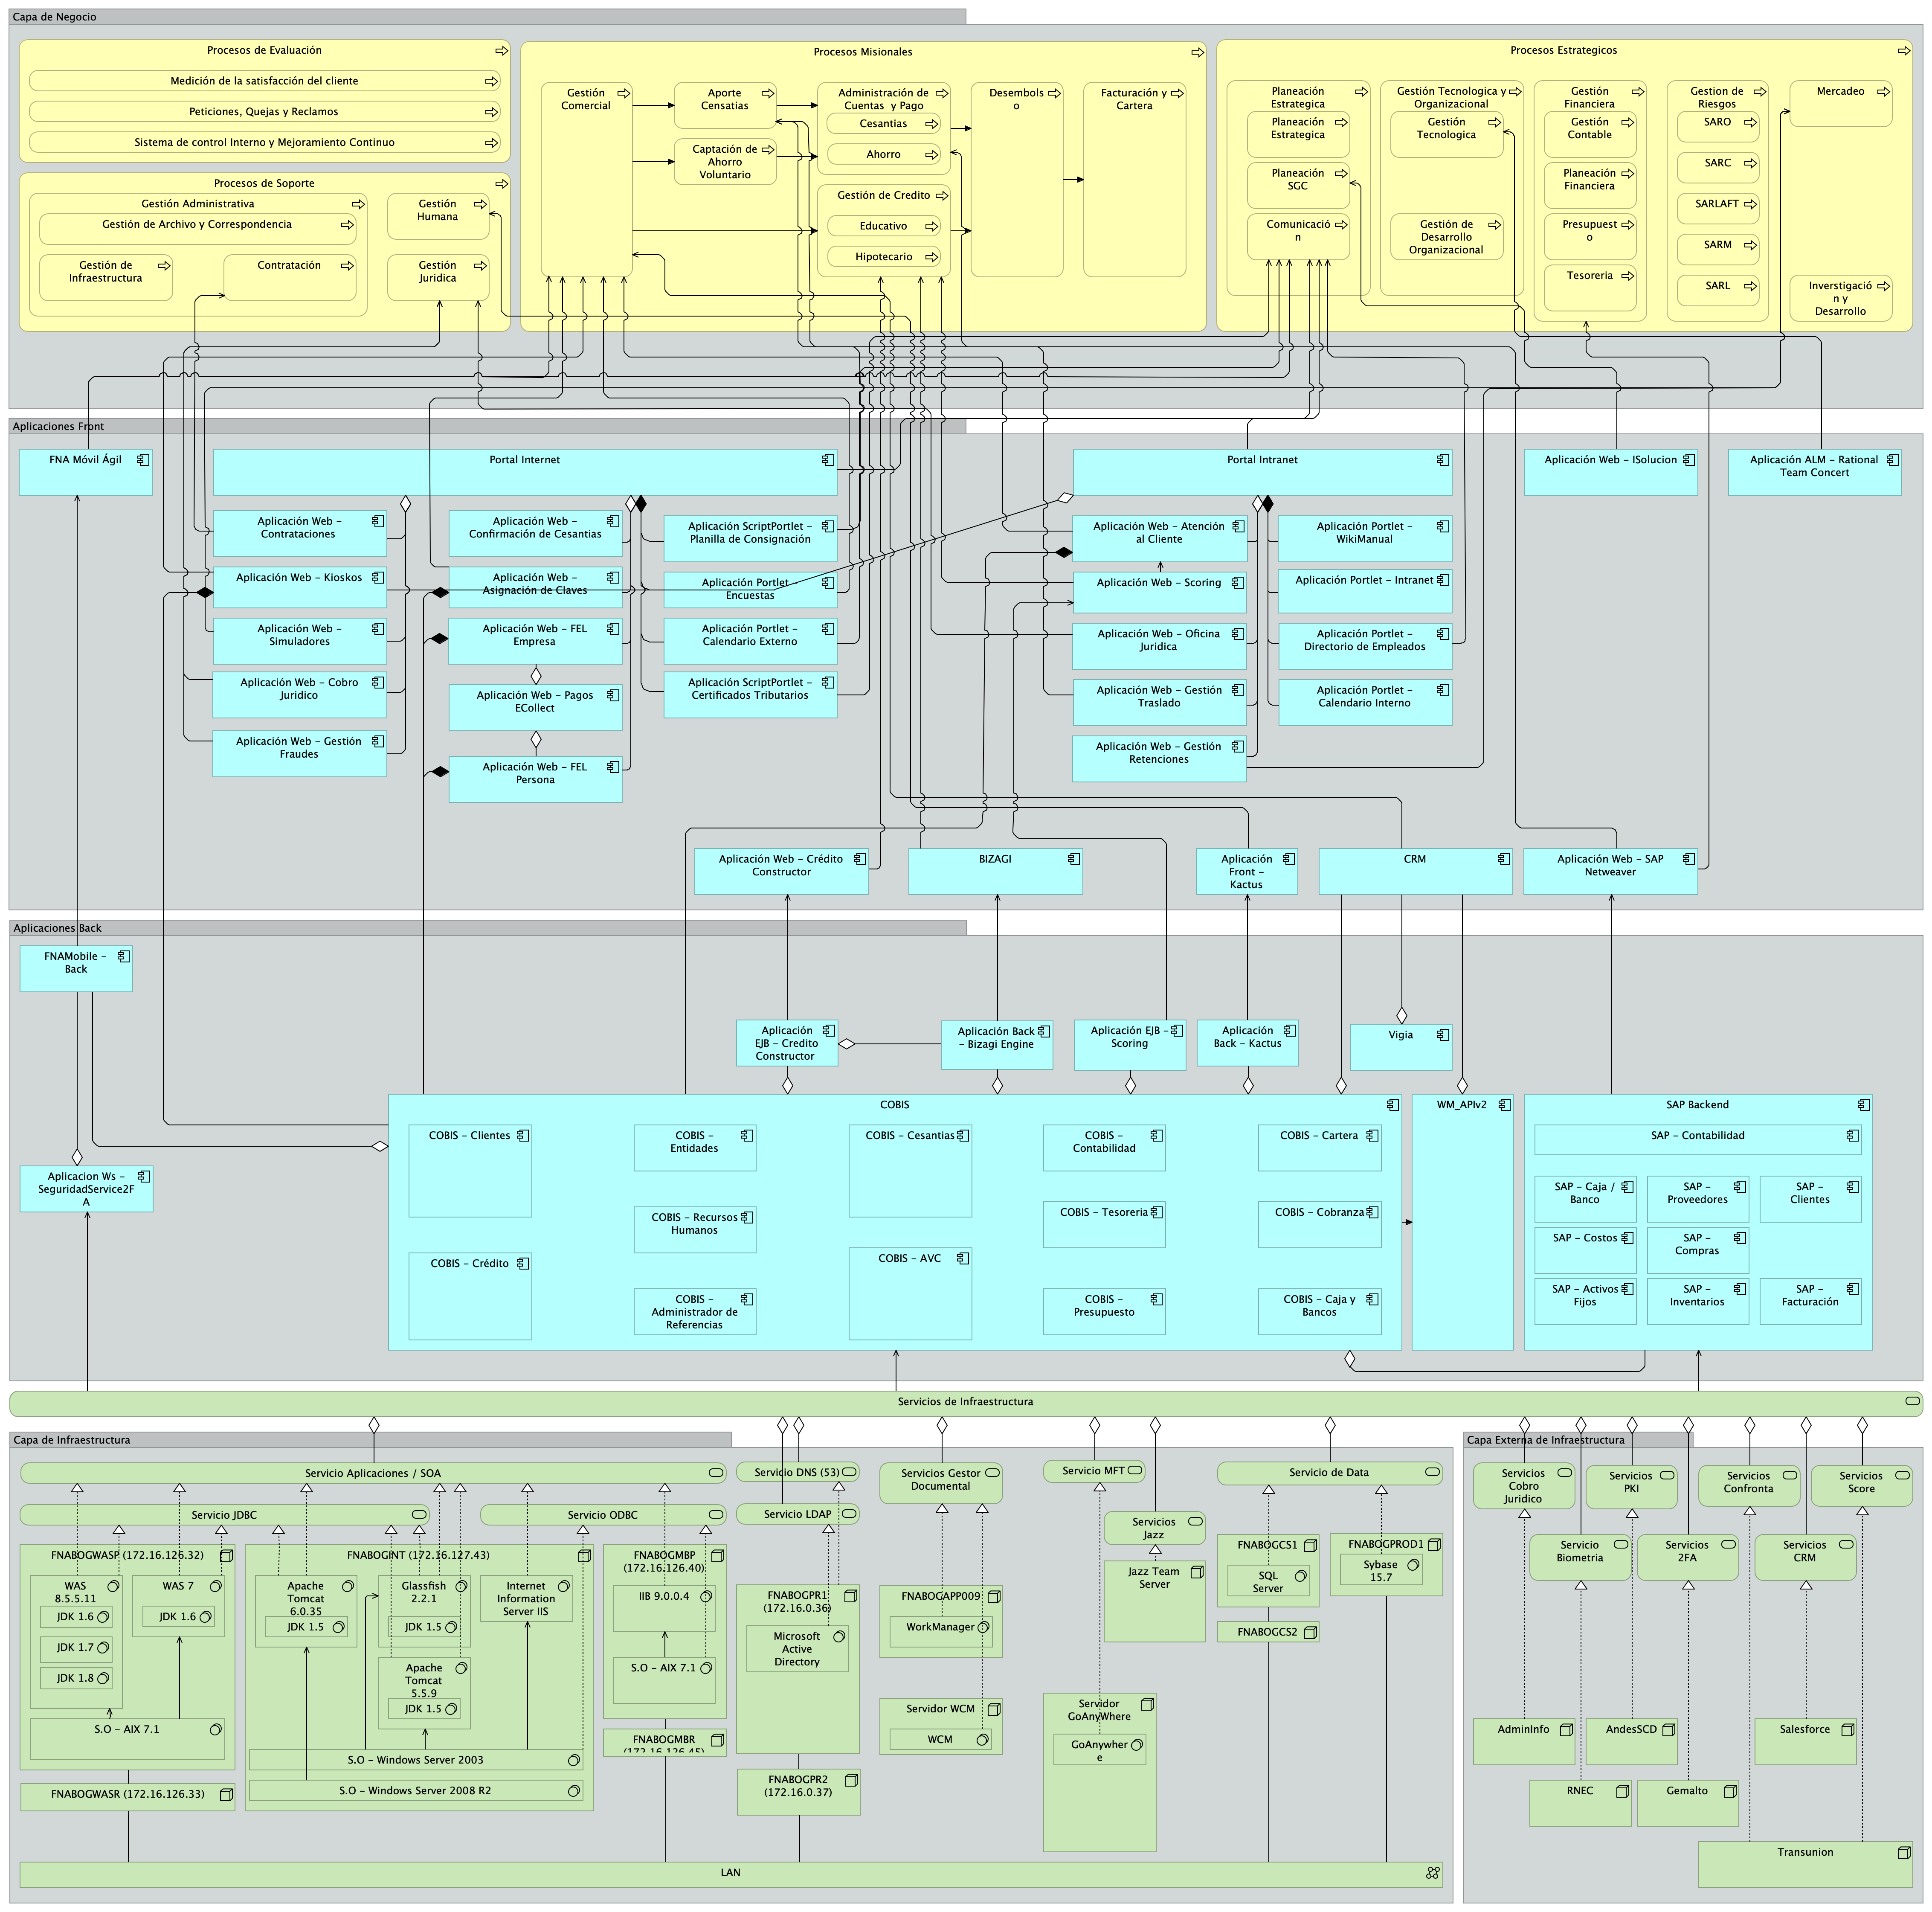 Capa de Negocio
Procesos de Evaluación
Medición de la satisfacción del cliente
Peticiones, Quejas y Reclamos
Sistema de control Interno y Mejoramiento Continuo
Procesos de Soporte
Gestión Administrativa
Gestión de Archivo y Correspondencia
Gestión de
Infraestructura
Contratación
Gestión
Humana
Gestión
Juridica
Procesos Misionales
Gestión
Comercial
Aporte
Censatias
Captación de
Ahorro
Voluntario
Administración de
Cuentas y Pago
Cesantias
Ahorro
Gestión de Credito
Educativo
Hipotecario
Desembols
o
Facturación y
Cartera
Procesos Estrategicos
Planeación
Estrategica
Planeación
Estrategica
Planeación
SGC
Comunicació
n
Gestión Tecnologica y
Organizacional
Gestión
Tecnologica
Gestión de
Desarrollo
Organizacional
Gestión
Financiera
Gestión
Contable
Planeación
Financiera
Presupuest
o
Tesoreria
Gestion de
Riesgos
SARO
SARC
SARLAFT
SARM
SARL
Mercadeo
Inverstigació
n y
Desarrollo
Aplicaciones Front
FNA Móvil Ágil
Portal Internet
Aplicación Web –
Contrataciones
Aplicación Web – Kioskos
Aplicación Web –
Simuladores
Aplicación Web – Cobro
Juridico
Aplicación Web – Gestión
Fraudes
Aplicación Web –
Confirmación de Cesantias
Aplicación Web –
Asignación de Claves
Aplicación Web – FEL
Empresa
Aplicación Web – Pagos
ECollect
Aplicación Web – FEL
Persona
Aplicación ScriptPortlet –
Planilla de Consignación
Aplicación Portlet –
Encuestas
Aplicación Portlet –
Calendario Externo
Aplicación ScriptPortlet –
Certificados Tributarios
Portal Intranet
Aplicación Web – Atención
al Cliente
Aplicación Web – Scoring
Aplicación Web – Oficina
Juridica
Aplicación Web – Gestión
Traslado
Aplicación Web – Gestión
Retenciones
Aplicación Portlet –
WikiManual
Aplicación Portlet – Intranet
Aplicación Portlet –
Directorio de Empleados
Aplicación Portlet –
Calendario Interno
Aplicación Web – ISolucion
Aplicación ALM – Rational
Team Concert
Aplicación Web – Crédito
Constructor
BIZAGI
Aplicación
Front –
Kactus
CRM
Aplicación Web – SAP
Netweaver
Aplicaciones Back
FNAMobile –
Back
Aplicacion Ws –
SeguridadService2F
A
Aplicación
EJB – Credito
Constructor
Aplicación Back
– Bizagi Engine
Aplicación EJB –
Scoring
Aplicación
Back – Kactus
Vigia
COBIS
COBIS – Clientes
COBIS – Crédito
COBIS –
Entidades
COBIS – Recursos
Humanos
COBIS –
Administrador de
Referencias
COBIS – Cesantias
COBIS – AVC
COBIS –
Contabilidad
COBIS – Tesoreria
COBIS –
Presupuesto
COBIS – Cartera
COBIS – Cobranza
COBIS – Caja y
Bancos
WM_APIv2
SAP Backend
SAP – Contabilidad
SAP – Caja /
Banco
SAP –
Proveedores
SAP –
Clientes
SAP – Costos
SAP –
Compras
SAP – Activos
Fijos
SAP –
Inventarios
SAP –
Facturación
Servicios de Infraestructura
Capa de Infraestructura
Servicio Aplicaciones / SOA
Servicio JDBC
Servicio ODBC
FNABOGWASP (172.16.126.32)
WAS
8.5.5.11
JDK 1.6
JDK 1.7
JDK 1.8
WAS 7
JDK 1.6
S.O – AIX 7.1
FNABOGWASR (172.16.126.33)
FNABOGINT (172.16.127.43)
Apache
Tomcat
6.0.35
JDK 1.5
Glassfish
2.2.1
JDK 1.5
Apache
Tomcat
5.5.9
JDK 1.5
Internet
Information
Server IIS
S.O – Windows Server 2003
S.O – Windows Server 2008 R2
FNABOGMBP
(172.16.126.40)
IIB 9.0.0.4
S.O – AIX 7.1
FNABOGMBR
(172.16.126.45)
Servicio DNS (53)
Servicio LDAP
FNABOGPR1
(172.16.0.36)
Microsoft
Active
Directory
FNABOGPR2
(172.16.0.37)
Servicios Gestor
Documental
FNABOGAPP009
WorkManager
Servidor WCM
WCM
Servicio MFT
Servicios
Jazz
Jazz Team
Server
Servidor
GoAnyWhere
GoAnywher
e
Servicio de Data
FNABOGCS1
SQL
Server
FNABOGCS2
FNABOGPROD1
Sybase
15.7
LAN
Capa Externa de Infraestructura
Servicios
Cobro
Juridico
Servicios
PKI
Servicios
Confronta
Servicios
Score
Servicio
Biometria
Servicios
2FA
Servicios
CRM
AdminInfo
AndesSCD
Salesforce
RNEC
Gemalto
Transunion